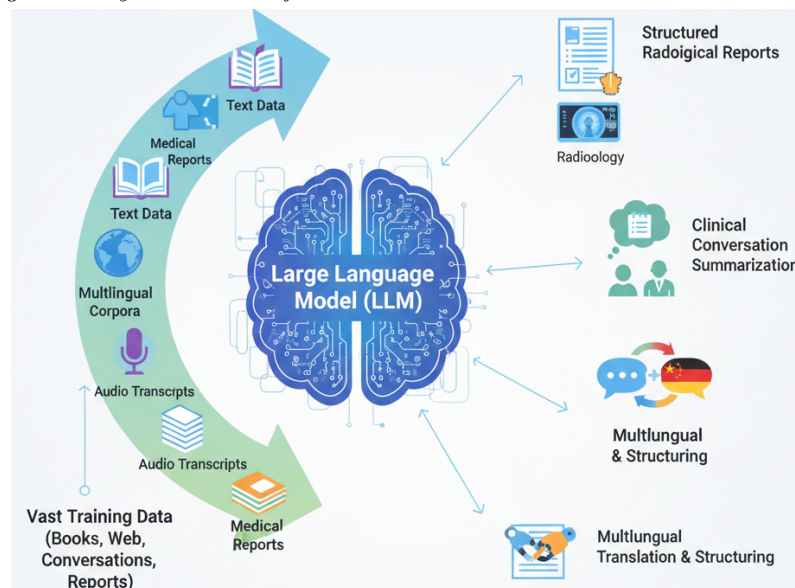 Text Data
Medical
Reports
Text Data
Multilingual
Corpora
Audio Transcripts
Audio Transcripts
Medical
Reports
Vast Training Data
(Books, Web,
Conversations,
Reports)
Large Language
Model (LLM)
Structured
Radoigical Reports
Radioology
Clinical
Conversation
Summarization
Multlungual
& Structuring
Multlungual
Translation & Structuring